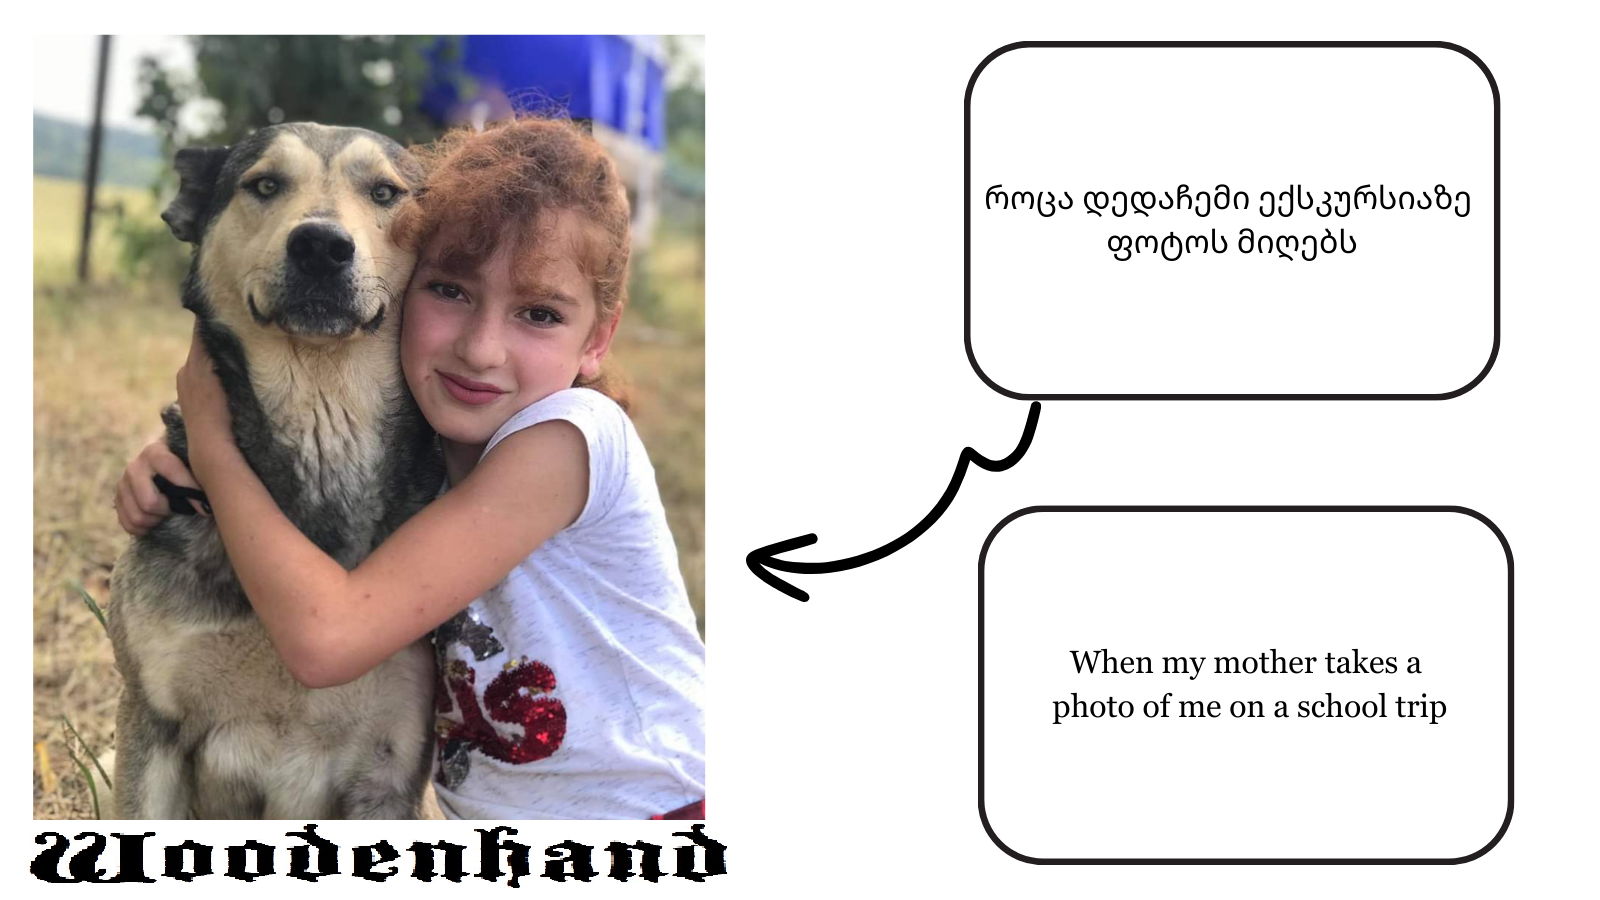 როცა დედაჩემი ექსკურსიაზე
ფოტოს მიღებს
When my mother takes a
photo of me on a school trip
Woodenhand